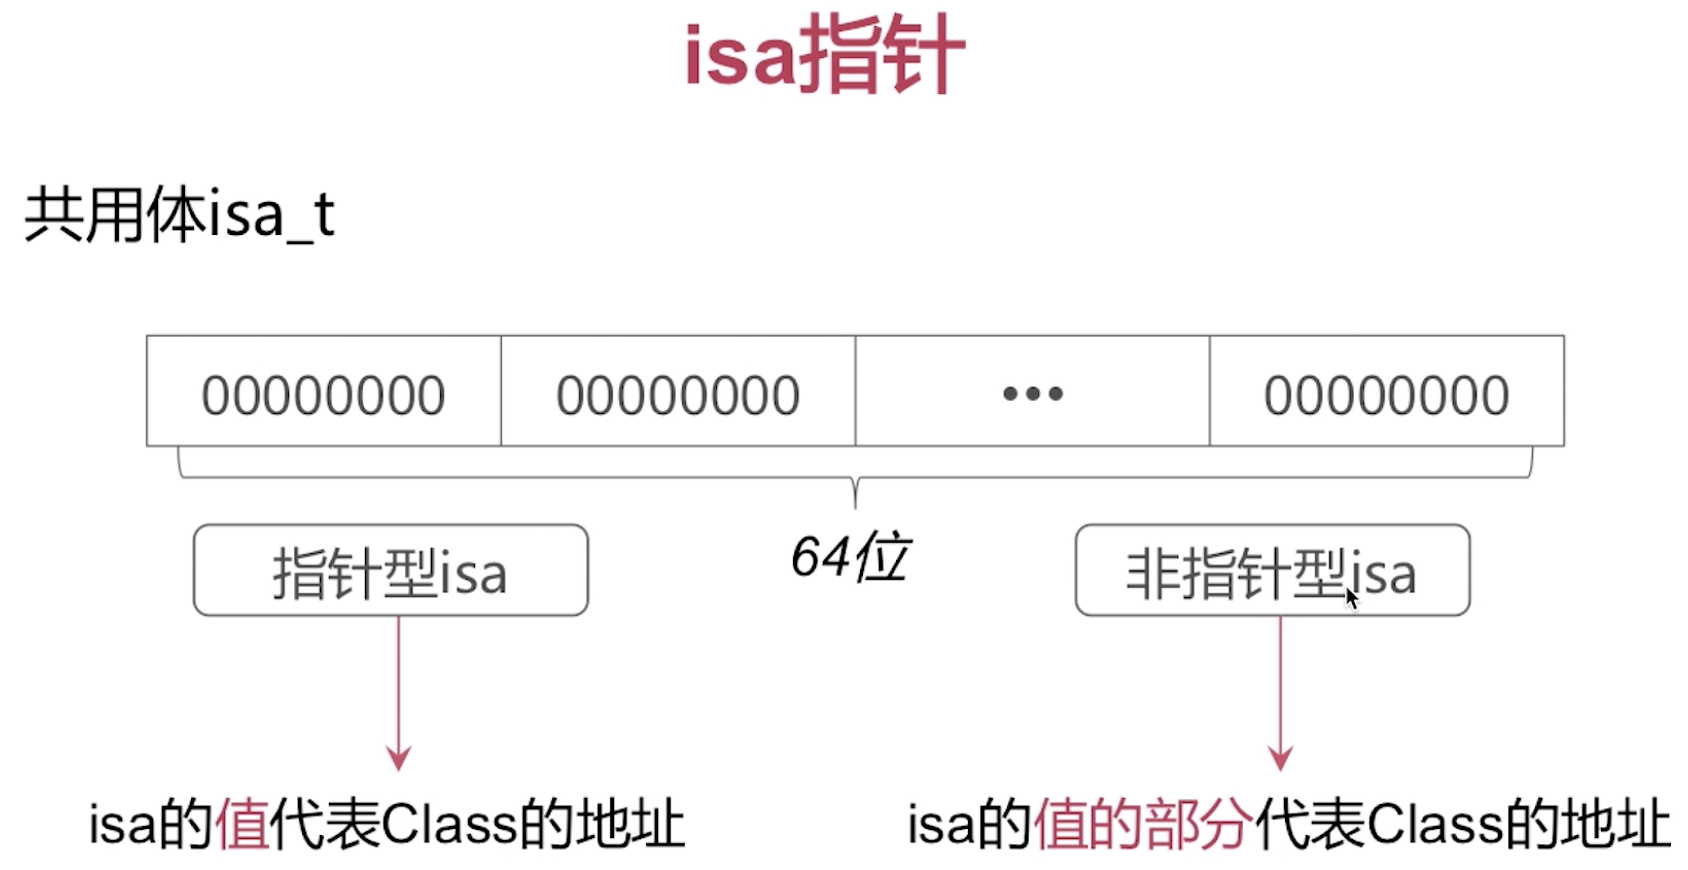 isa指针
共用体isa_t
00000000 00000000 ••• 00000000
64位
指针型isa 非指针型isa
isa的值代表Class的地址 isa的值的部分代表Class的地址